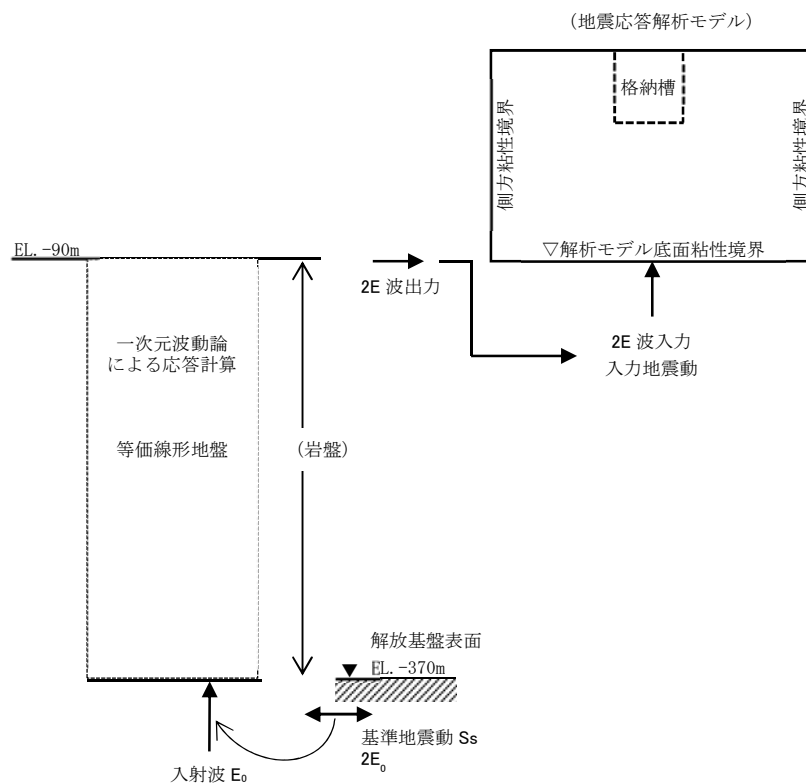 (地震応答解析モデル)
格納槽
側方粘性境界
側方粘性境界
▽解析モデル底面粘性境界
EL.-90m
2E 波出力
2E 波入力
入力地震動
一次元波動論
による応答計算
等価線形地盤
(岩盤)
解放基盤表面
EL.-370m
基準地震動 Ss
2E₀
入射波 E₀